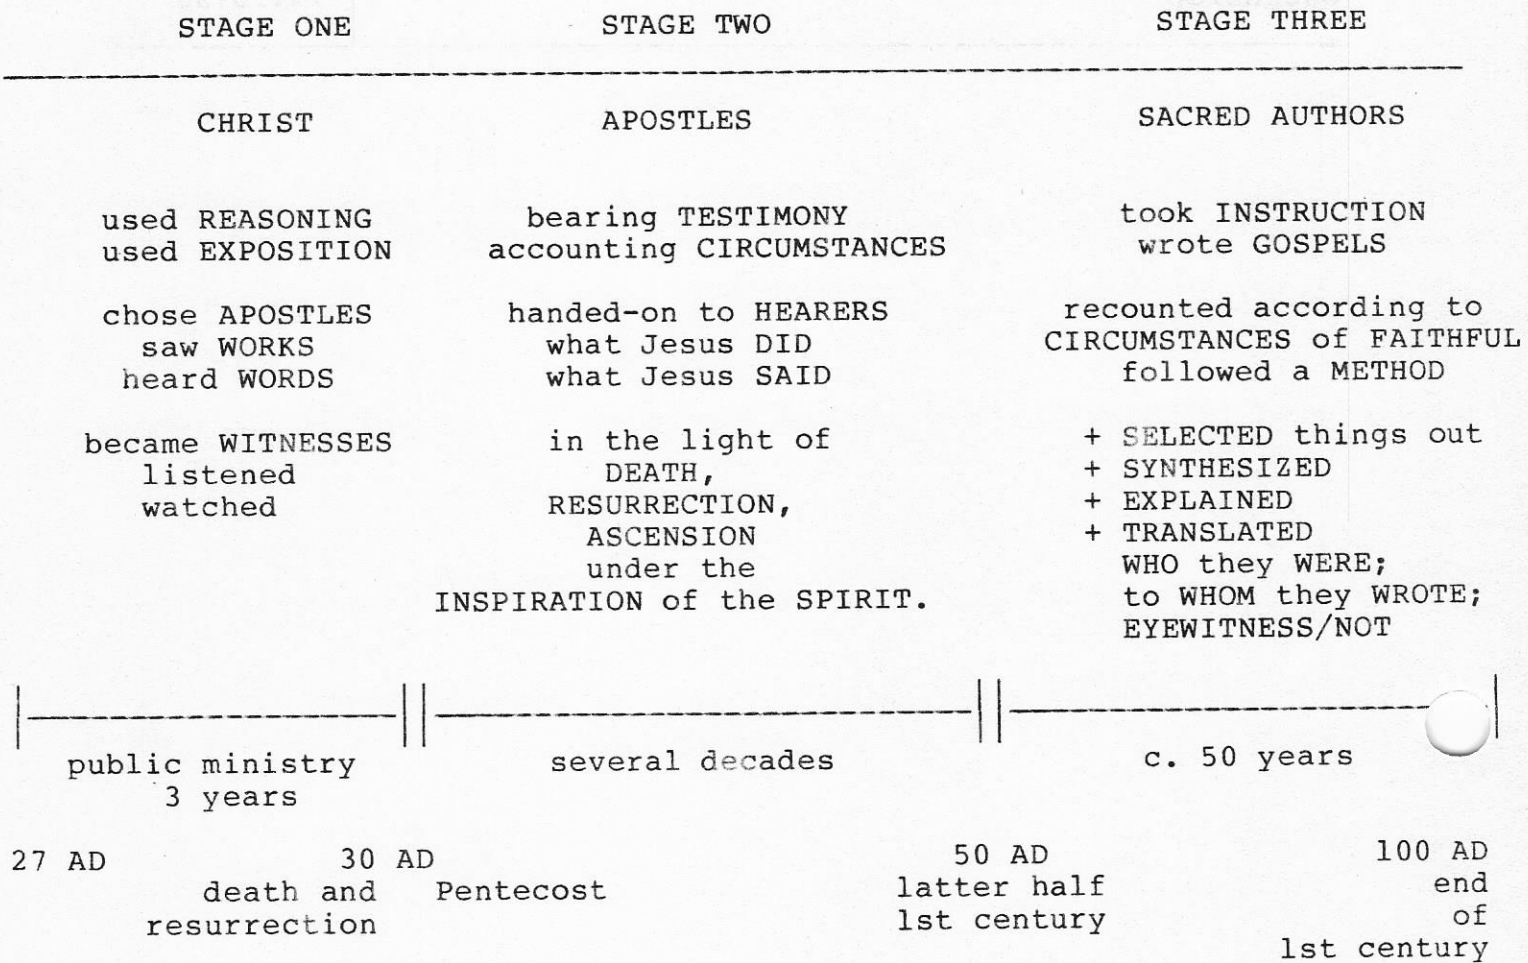 STAGE ONE
STAGE TWO
STAGE THREE
CHRIST
APOSTLES
SACRED AUTHORS
used REASONING
used EXPOSITION
chose APOSTLES
saw WORKS
heard WORDS
became WITNESSES
listened
watched
bearing TESTIMONY
accounting CIRCUMSTANCES
handed-on to HEARERS
what Jesus DID
what Jesus SAID
in the light of
DEATH,
RESURRECTION,
ASCENSION
under the
INSPIRATION of the SPIRIT.
took INSTRUCTION
wrote GOSPELS
recounted according to
CIRCUMSTANCES of FAITHFUL
followed a METHOD
+ SELECTED things out
+ SYNTHESIZED
+ EXPLAINED
+ TRANSLATED
WHO they WERE;
to WHOM they WROTE;
EYEWITNESS/NOT
public ministry
3 years
several decades
c. 50 years
27 AD
30 AD
death and
resurrection
Pentecost
50 AD
latter half
1st century
100 AD
end
of
1st century